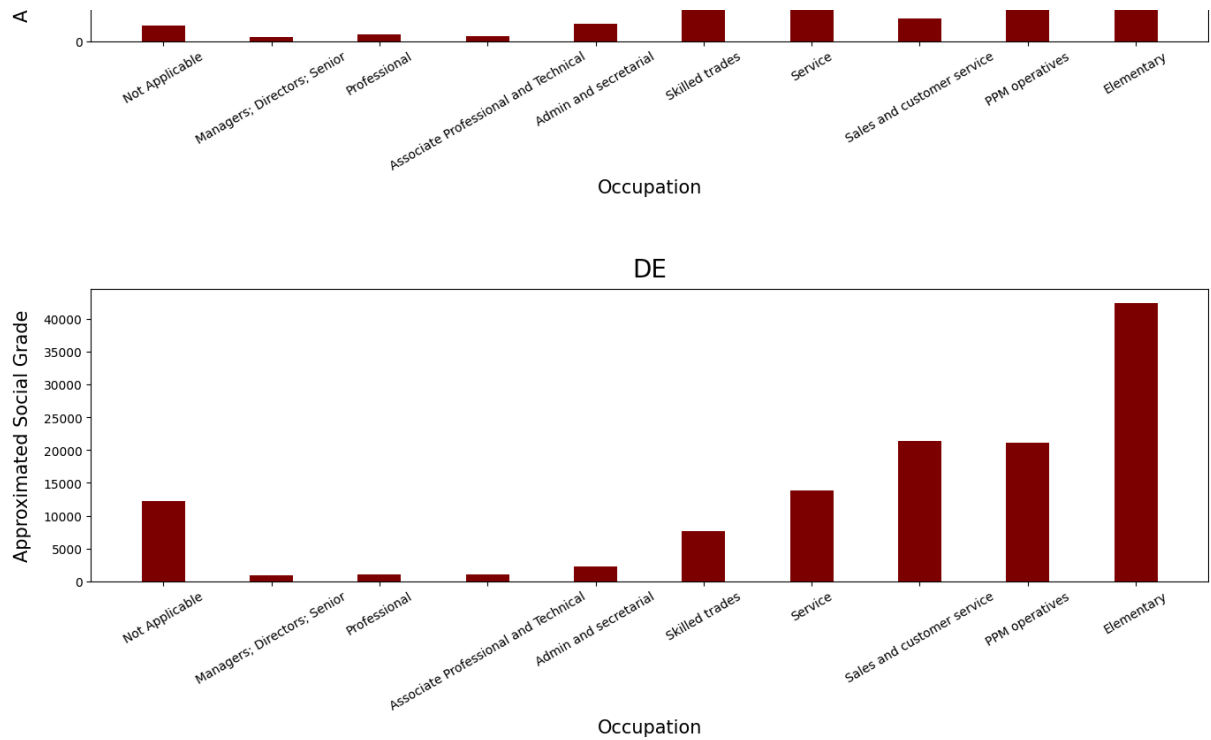 A
0
Not Applicable
Managers; Directors; Senior
Professional
Associate Professional and Technical
Admin and secretarial
Skilled trades
Service
Sales and customer service
PPM operatives
Elementary
Occupation
DE
Approximated Social Grade
40000
35000
30000
25000
20000
15000
10000
5000
0
Not Applicable
Managers; Directors; Senior
Professional
Associate Professional and Technical
Admin and secretarial
Skilled trades
Service
Sales and customer service
PPM operatives
Elementary
Occupation